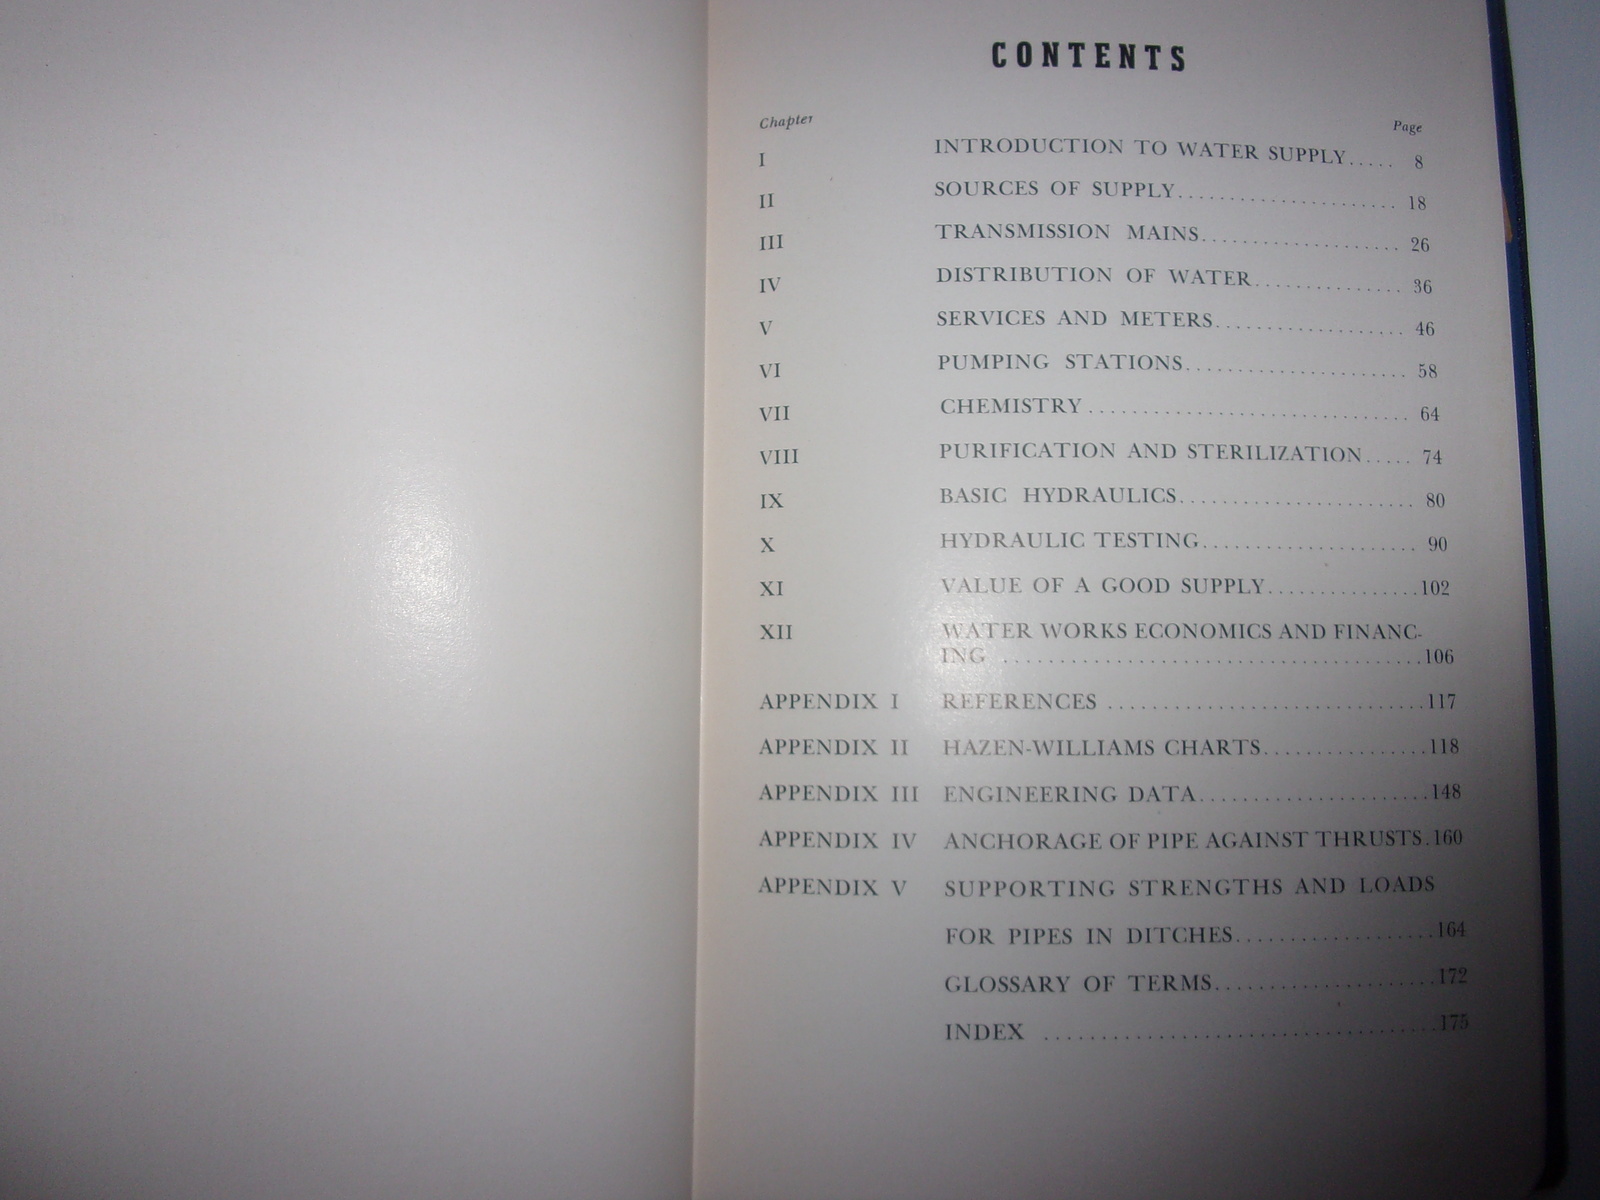 CONTENTS
Chapter Page
I INTRODUCTION TO WATER SUPPLY..... 8
II SOURCES OF SUPPLY....................... 18
III TRANSMISSION MAINS..................... 26
IV DISTRIBUTION OF WATER............... 36
V SERVICES AND METERS................... 46
VI PUMPING STATIONS....................... 58
VII CHEMISTRY.................................. 64
VIII PURIFICATION AND STERILIZATION..... 74
IX BASIC HYDRAULICS........................ 80
X HYDRAULIC TESTING...................... 90
XI VALUE OF A GOOD SUPPLY................102
XII WATER WORKS ECONOMICS AND FINANC-
ING .............................................106
APPENDIX I REFERENCES ..................................117
APPENDIX II HAZEN-WILLIAMS CHARTS.................118
APPENDIX III ENGINEERING DATA........................148
APPENDIX IV ANCHORAGE OF PIPE AGAINST THRUSTS.160
APPENDIX V SUPPORTING STRENGTHS AND LOADS
FOR PIPES IN DITCHES.....................164
GLOSSARY OF TERMS.......................172
INDEX ..........................................175